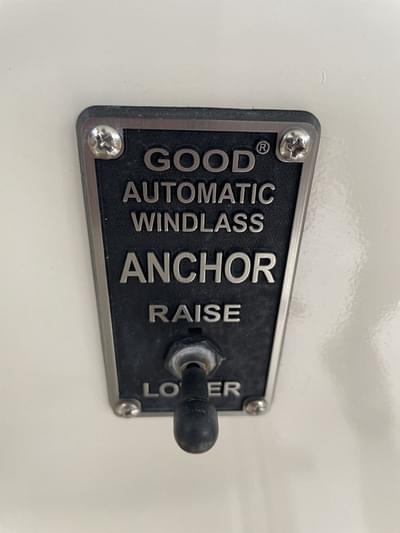 GOOD®
AUTOMATIC
WINDLASS
ANCHOR
RAISE
LOWER